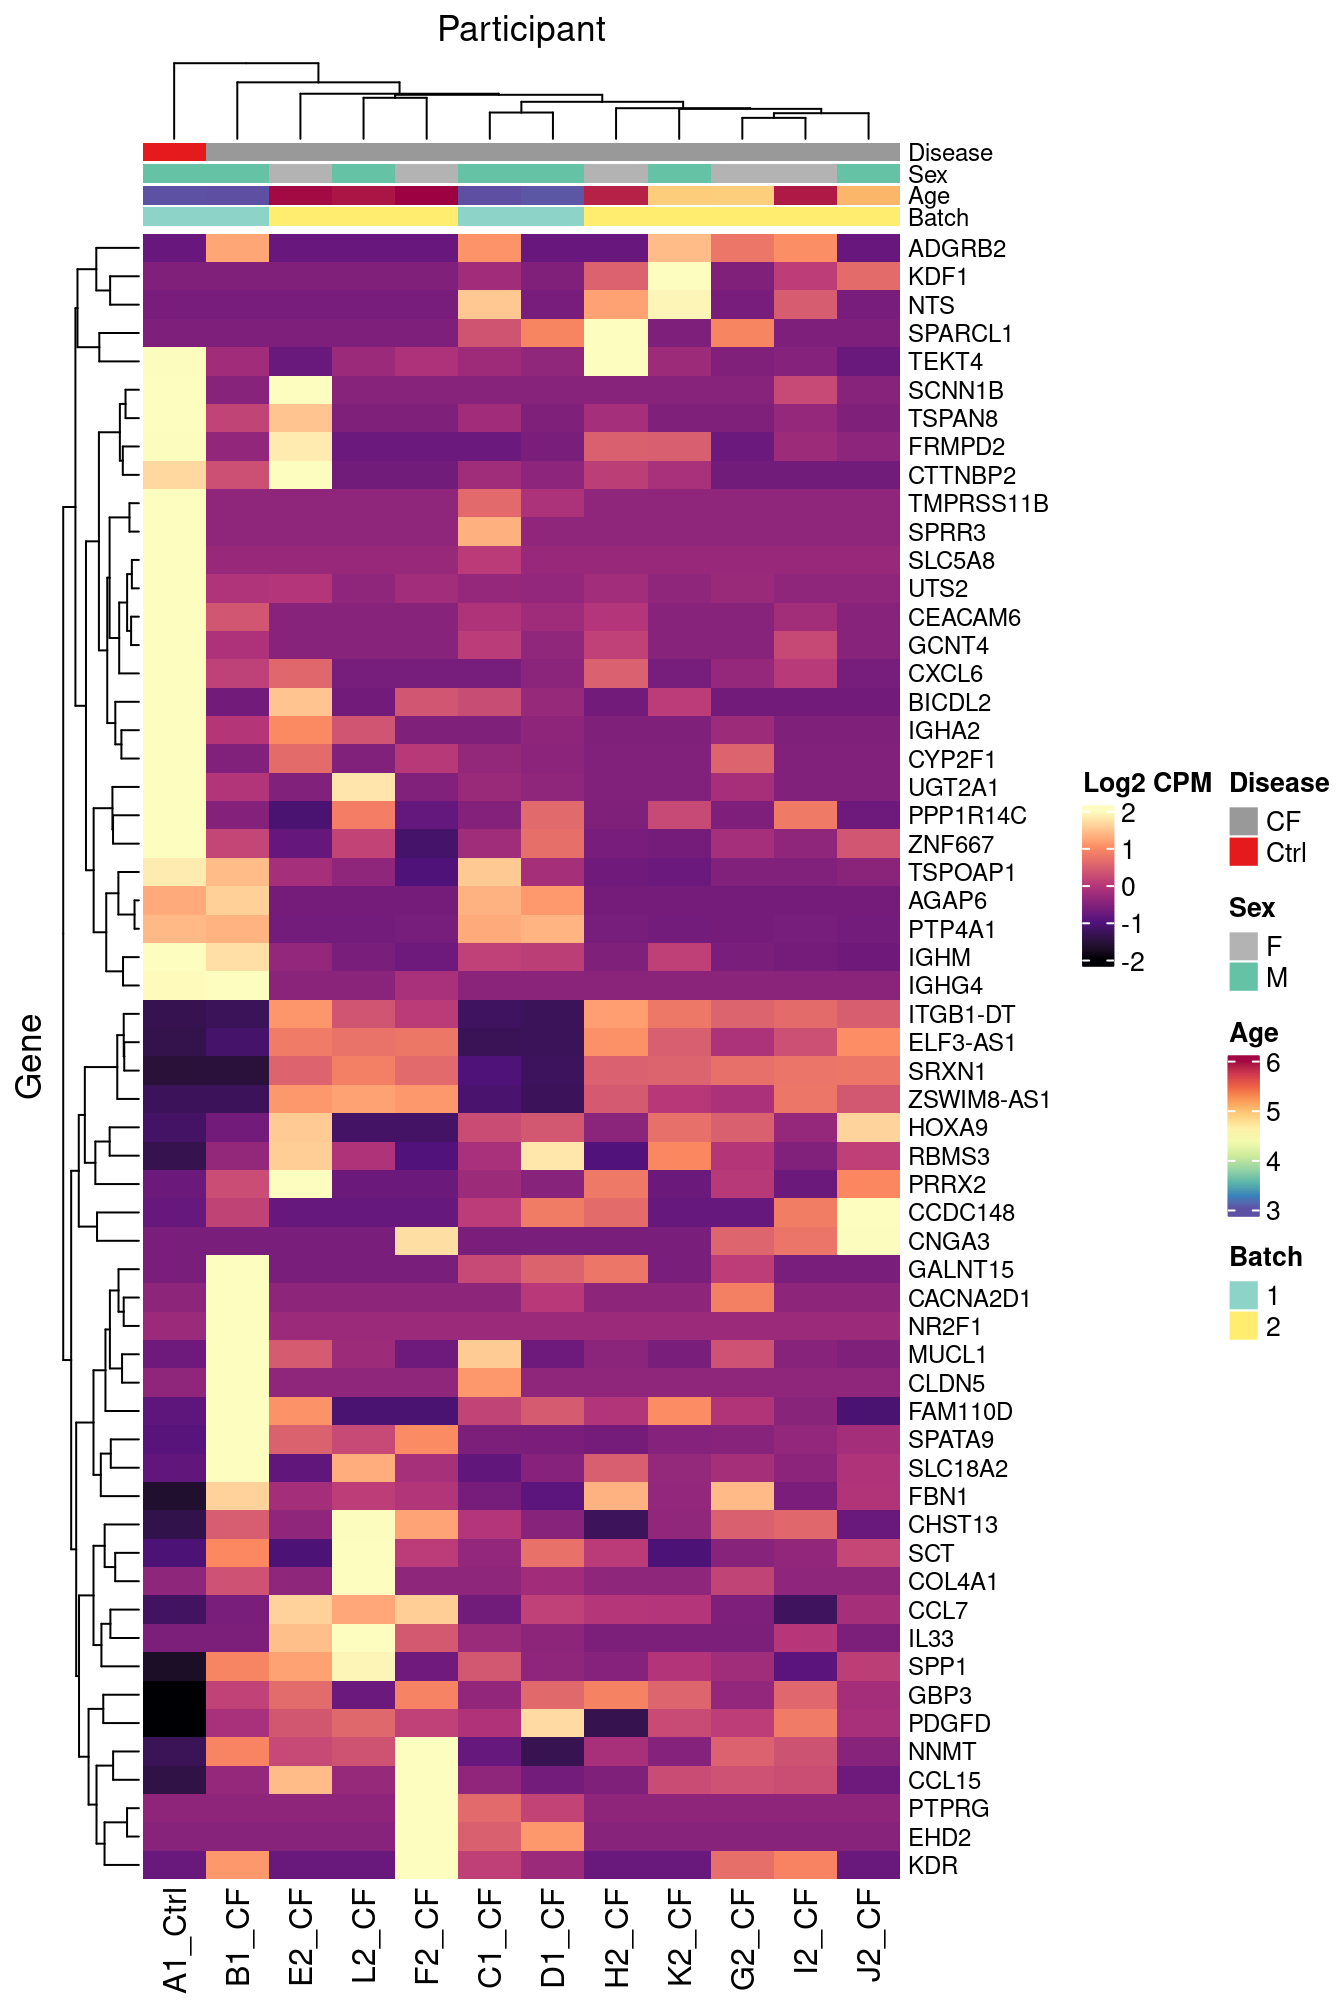 Participant
Disease
Sex
Age
Batch
ADGRB2
KDF1
NTS
SPARCL1
TEKT4
SCNN1B
TSPAN8
FRMPD2
CTTNBP2
TMPRSS11B
SPRR3
SLC5A8
UTS2
CEACAM6
GCNT4
CXCL6
BICDL2
IGHA2
CYP2F1
UGT2A1
PPP1R14C
ZNF667
TSPOAP1
AGAP6
PTP4A1
IGHM
IGHG4
ITGB1-DT
ELF3-AS1
SRXN1
ZSWIM8-AS1
HOXA9
RBMS3
PRRX2
CCDC148
CNGA3
GALNT15
CACNA2D1
NR2F1
MUCL1
CLDN5
FAM110D
SPATA9
SLC18A2
FBN1
CHST13
SCT
COL4A1
CCL7
IL33
SPP1
GBP3
PDGFD
NNMT
CCL15
PTPRG
EHD2
KDR
Gene
A1_Ctrl
B1_CF
E2_CF
L2_CF
F2_CF
C1_CF
D1_CF
H2_CF
K2_CF
G2_CF
I2_CF
J2_CF
Log2 CPM
2
1
0
-1
-2
Disease
CF
Ctrl
Sex
F
M
Age
6
5
4
3
Batch
1
2